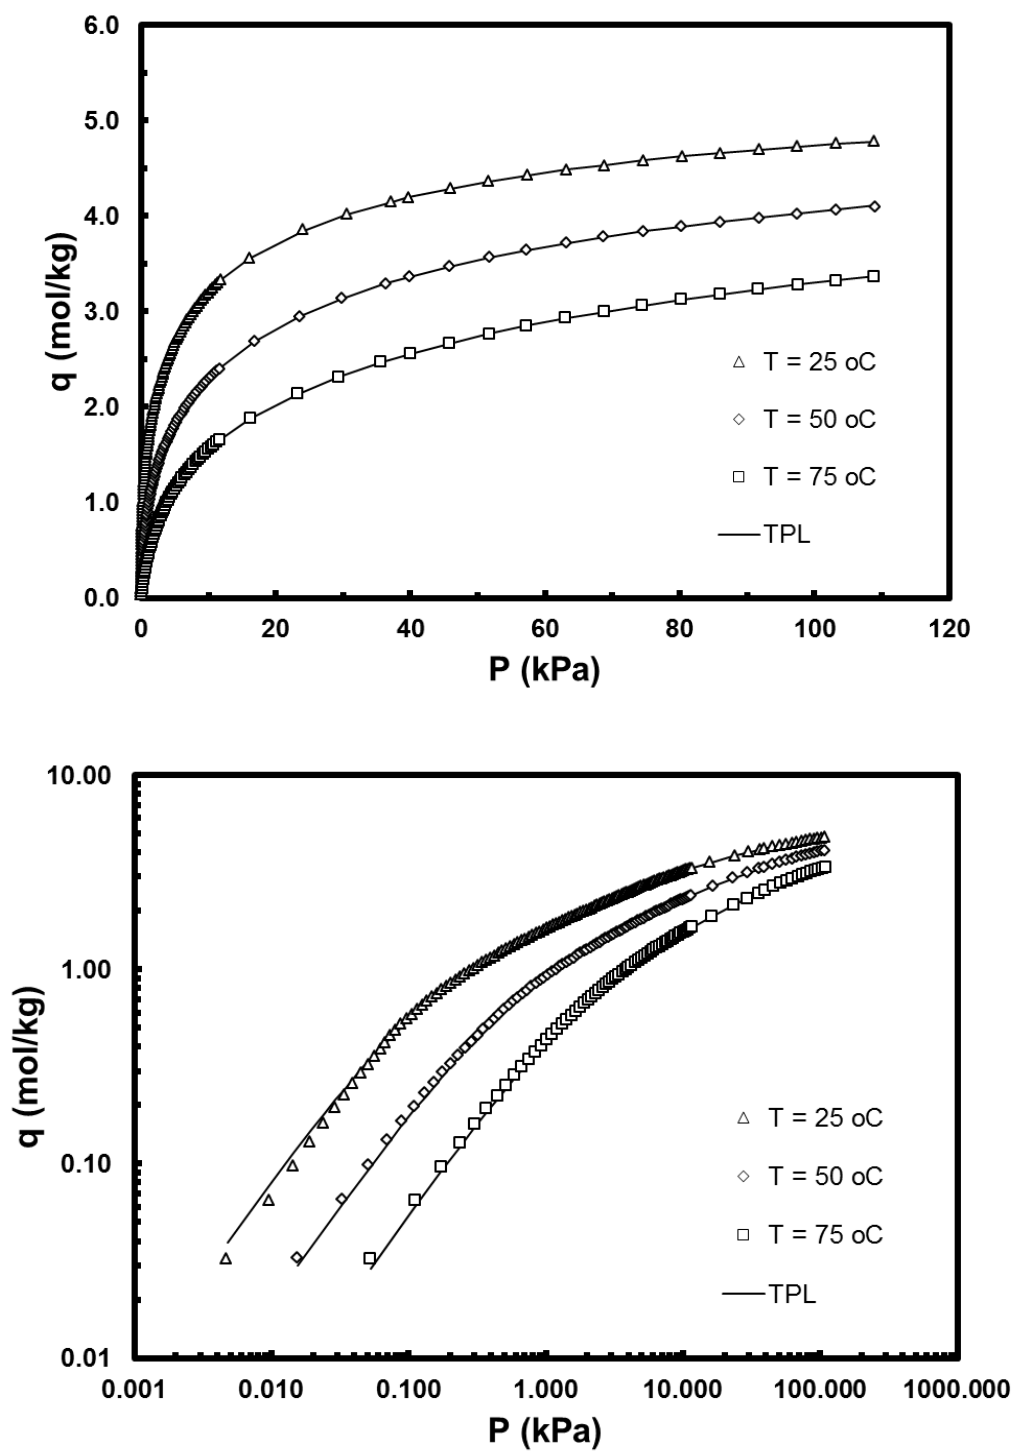 6.0
5.0
4.0
3.0
2.0
1.0
0.0
q (mol/kg)
T = 25 oC
T = 50 oC
T = 75 oC
TPL
0 20 40 60 80 100 120
P (kPa)
10.00
1.00
0.10
0.01
q (mol/kg)
T = 25 oC
T = 50 oC
T = 75 oC
TPL
0.001 0.010 0.100 1.000 10.000 100.000 1000.000
P (kPa)